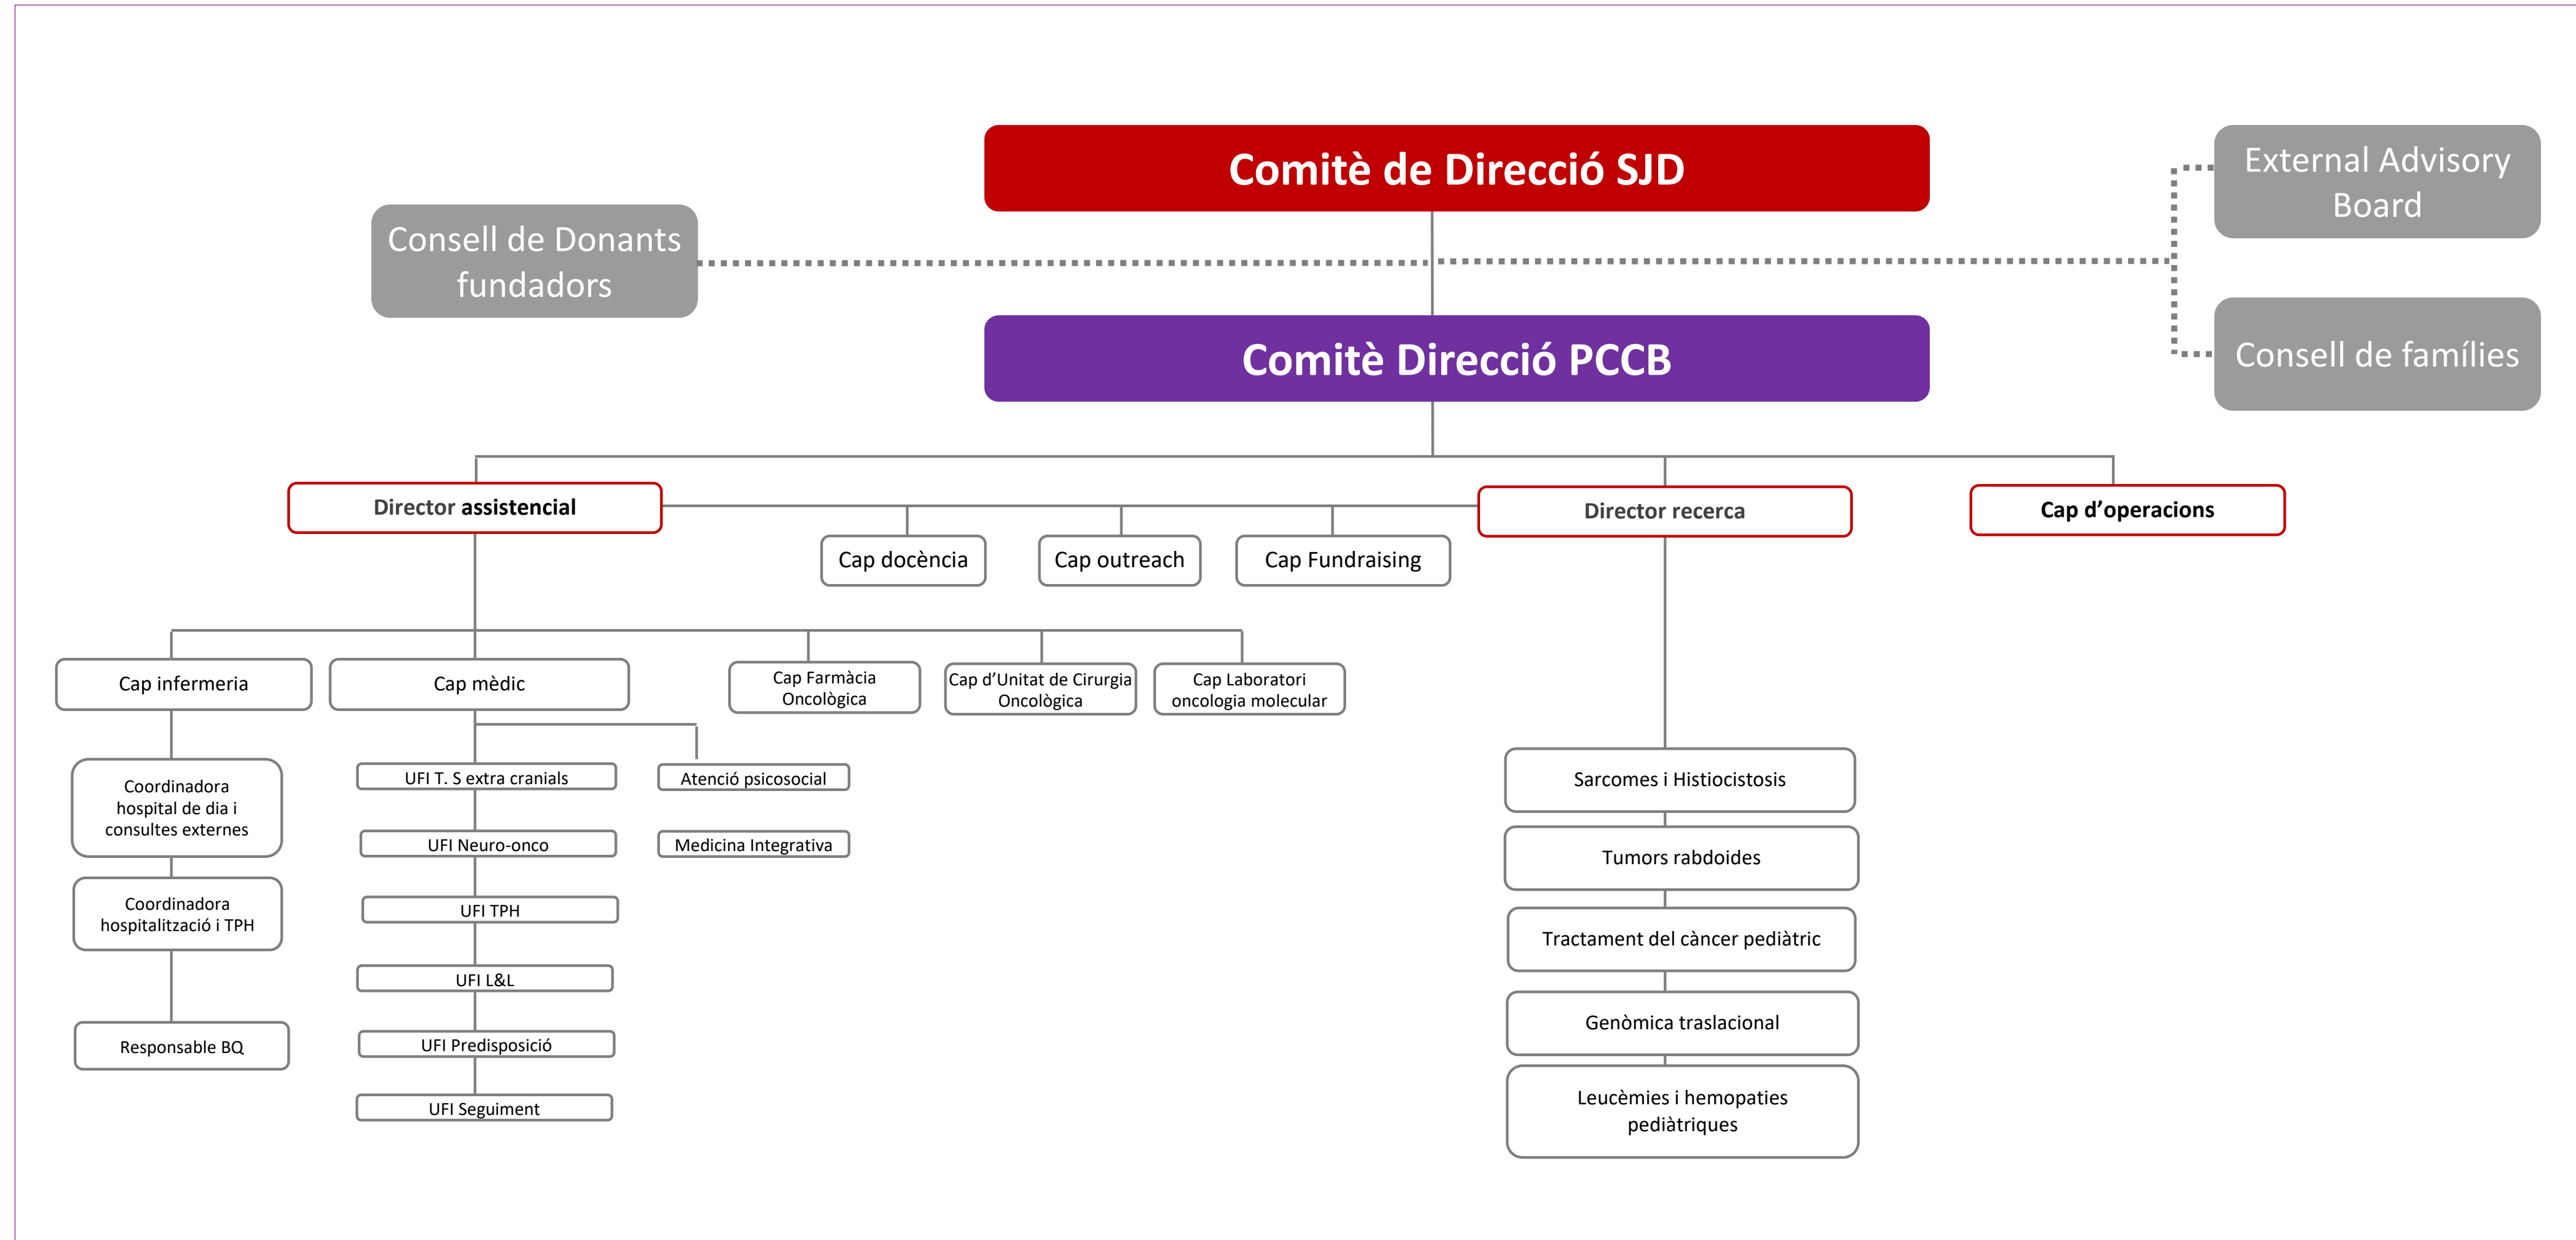 Comitè de Direcció SJD
External Advisory
Board
Consell de Donants
fundadors
Comitè Direcció PCCB
Consell de famílies
Director assistencial
Director recerca
Cap d’operacions
Cap docència
Cap outreach
Cap Fundraising
Cap infermeria
Cap mèdic
Cap Farmàcia
Oncològica
Cap d’Unitat de Cirurgia
Oncològica
Cap Laboratori
oncologia molecular
Coordinadora
hospital de dia i
consultes externes
Coordinadora
hospitalització i TPH
Responsable BQ
UFI T. S extra cranials
UFI Neuro-onco
UFI TPH
UFI L&L
UFI Predisposició
UFI Seguiment
Atenció psicosocial
Medicina Integrativa
Sarcomes i Histiocistosis
Tumors rabdoides
Tractament del càncer pediàtric
Genòmica traslacional
Leucèmies i hemopaties
pediàtriques